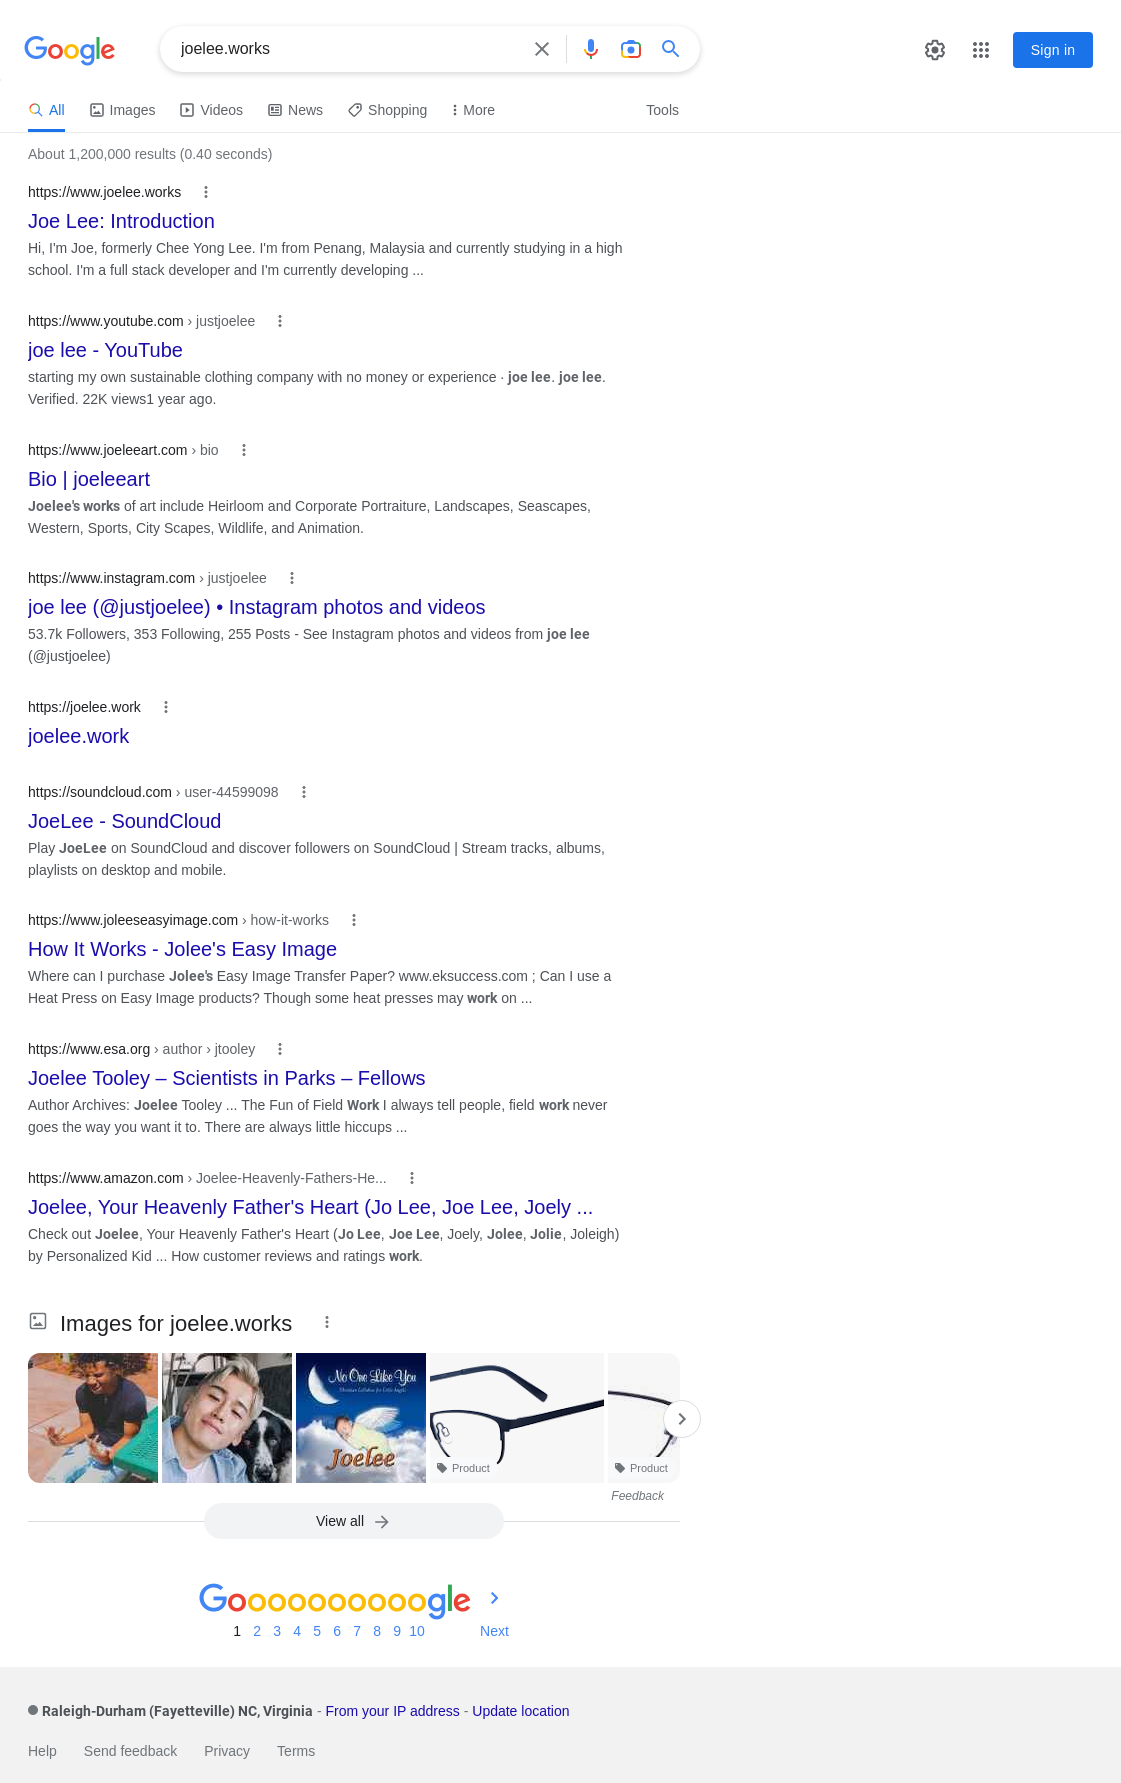 Google
joelee.works
Sign in
All
Images
Videos
News
Shopping
More
Tools
About 1,200,000 results (0.40 seconds)
https://www.joelee.works
Joe Lee: Introduction
Hi, I'm Joe, formerly Chee Yong Lee. I'm from Penang, Malaysia and currently studying in a high
school. I'm a full stack developer and I'm currently developing ...
https://www.youtube.com › justjoelee
joe lee - YouTube
starting my own sustainable clothing company with no money or experience · joe lee. joe lee.
Verified. 22K views1 year ago.
https://www.joeleeart.com › bio
Bio | joeleeart
Joelee's works of art include Heirloom and Corporate Portraiture, Landscapes, Seascapes,
Western, Sports, City Scapes, Wildlife, and Animation.
https://www.instagram.com › justjoelee
joe lee (@justjoelee) • Instagram photos and videos
53.7k Followers, 353 Following, 255 Posts - See Instagram photos and videos from joe lee
(@justjoelee)
https://joelee.work
joelee.work
https://soundcloud.com › user-44599098
JoeLee - SoundCloud
Play JoeLee on SoundCloud and discover followers on SoundCloud | Stream tracks, albums,
playlists on desktop and mobile.
https://www.joleeseasyimage.com › how-it-works
How It Works - Jolee's Easy Image
Where can I purchase Jolee's Easy Image Transfer Paper? www.eksuccess.com ; Can I use a
Heat Press on Easy Image products? Though some heat presses may work on ...
https://www.esa.org › author › jtooley
Joelee Tooley – Scientists in Parks – Fellows
Author Archives: Joelee Tooley ... The Fun of Field Work I always tell people, field work never
goes the way you want it to. There are always little hiccups ...
https://www.amazon.com › Joelee-Heavenly-Fathers-He...
Joelee, Your Heavenly Father's Heart (Jo Lee, Joe Lee, Joely ...
Check out Joelee, Your Heavenly Father's Heart (Jo Lee, Joe Lee, Joely, Jolee, Jolie, Joleigh)
by Personalized Kid ... How customer reviews and ratings work.
Images for joelee.works
No One Like You
Christian Lullabies for Little Angels
Joelee
Product
Product
Feedback
View all
Goooooooooogle
1 2 3 4 5 6 7 8 9 10 Next
Raleigh-Durham (Fayetteville) NC, Virginia - From your IP address - Update location
Help
Send feedback
Privacy
Terms